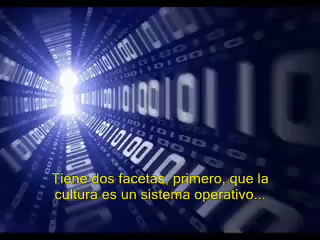 Tiene dos facetas, primero, que la
cultura es un sistema operativo...